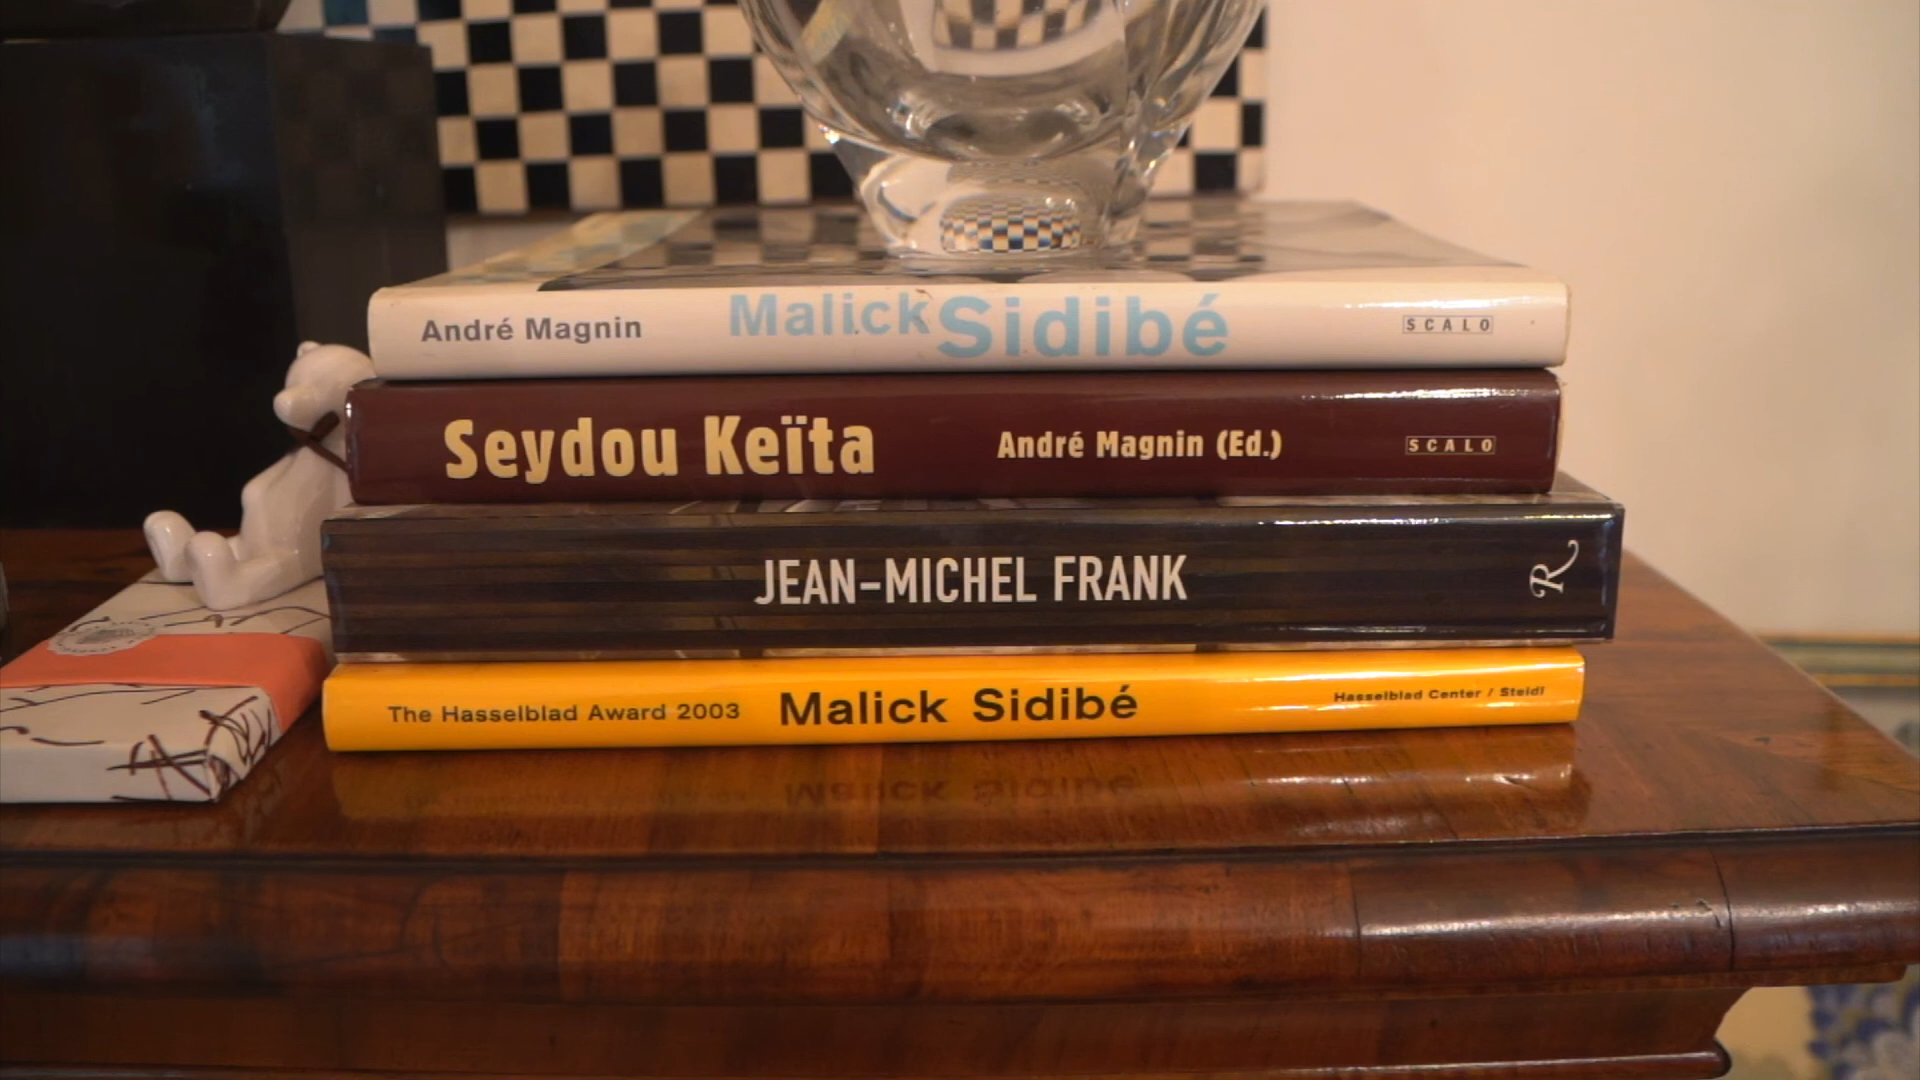 André Magnin Malick Sidibé SCALO
Seydou Keïta André Magnin (Ed.) SCALO
JEAN-MICHEL FRANK R
The Hasselblad Award 2003 Malick Sidibé Hasselblad Center / Steidl